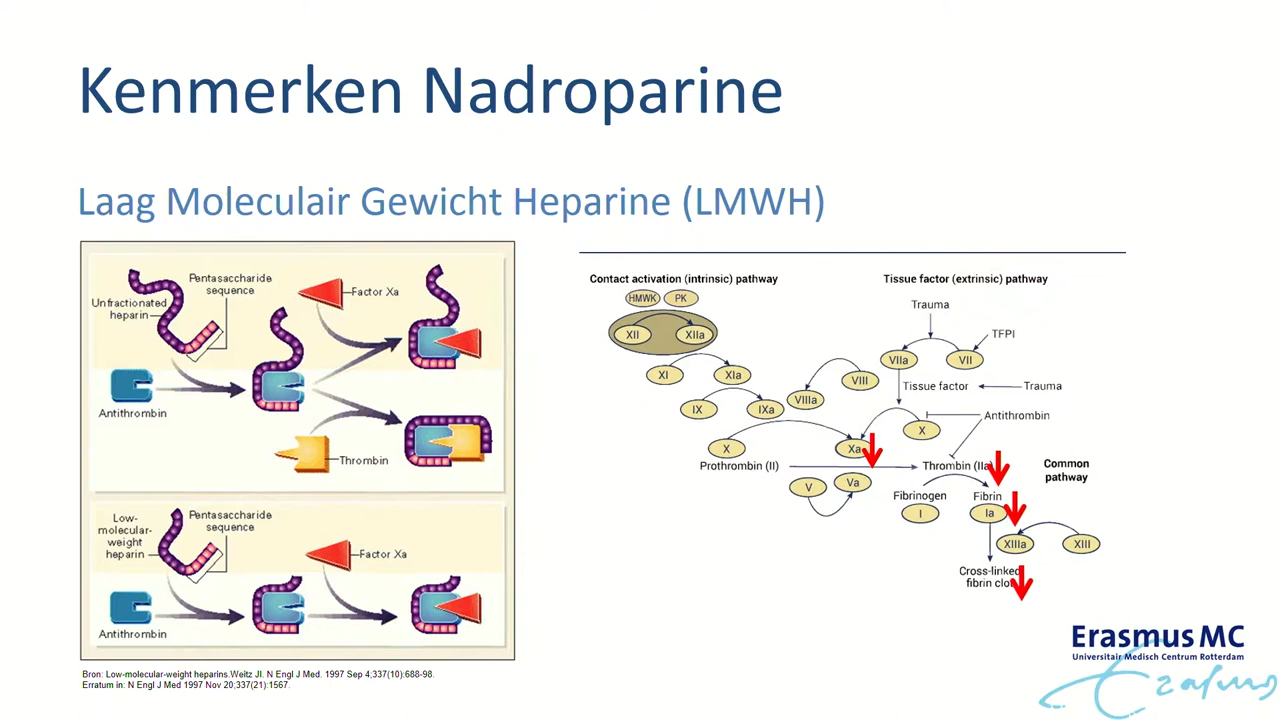 Kenmerken Nadroparine
Laag Moleculair Gewicht Heparine (LMWH)
Pentasaccharide
sequence
Unfractionated
heparin
Factor Xa
Antithrombin
Thrombin
Low-
molecular-
weight
heparin
Pentasaccharide
sequence
Factor Xa
Antithrombin
Bron: Low-molecular-weight heparins.Weitz JI. N Engl J Med. 1997 Sep 4;337(10):688-98.
Erratum in: N Engl J Med 1997 Nov 20;337(21):1567.
Contact activation (intrinsic) pathway
HMWK
PK
XII
XIIa
XI
XIa
IX
IXa
VIII
VIIIa
X
Xa
Prothrombin (II)
V
Va
Tissue factor (extrinsic) pathway
Trauma
TFPI
VIIa
VII
Tissue factor
Trauma
Antithrombin
X
Thrombin (IIa)
Common
pathway
Fibrinogen
I
Fibrin
Ia
XIIIa
XIII
Cross-linked
fibrin clot
Erasmus MC
Universitair Medisch Centrum Rotterdam
Erasmus